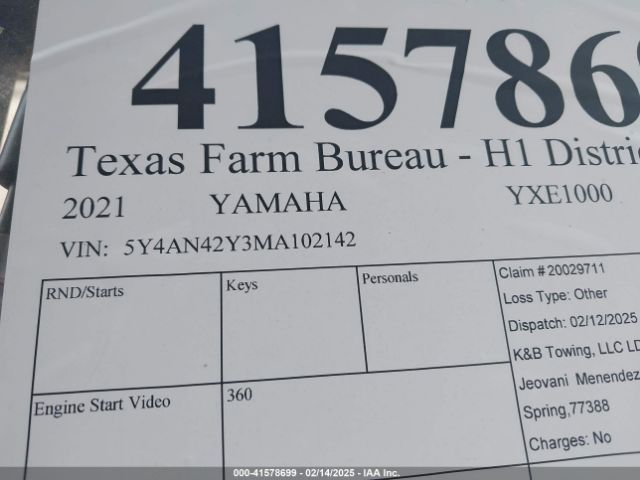 4157869
Texas Farm Bureau - H1 Distri
2021 YAMAHA YXE1000
VIN: 5Y4AN42Y3MA102142
RND/Starts
Keys
Personals
Claim #20029711
Loss Type: Other
Dispatch: 02/12/2025
K&B Towing, LLC LD
Jeovani Menendez
Spring,77388
Charges: No
Engine Start Video
360
000-41578699 - 02/14/2025 - IAA Inc.